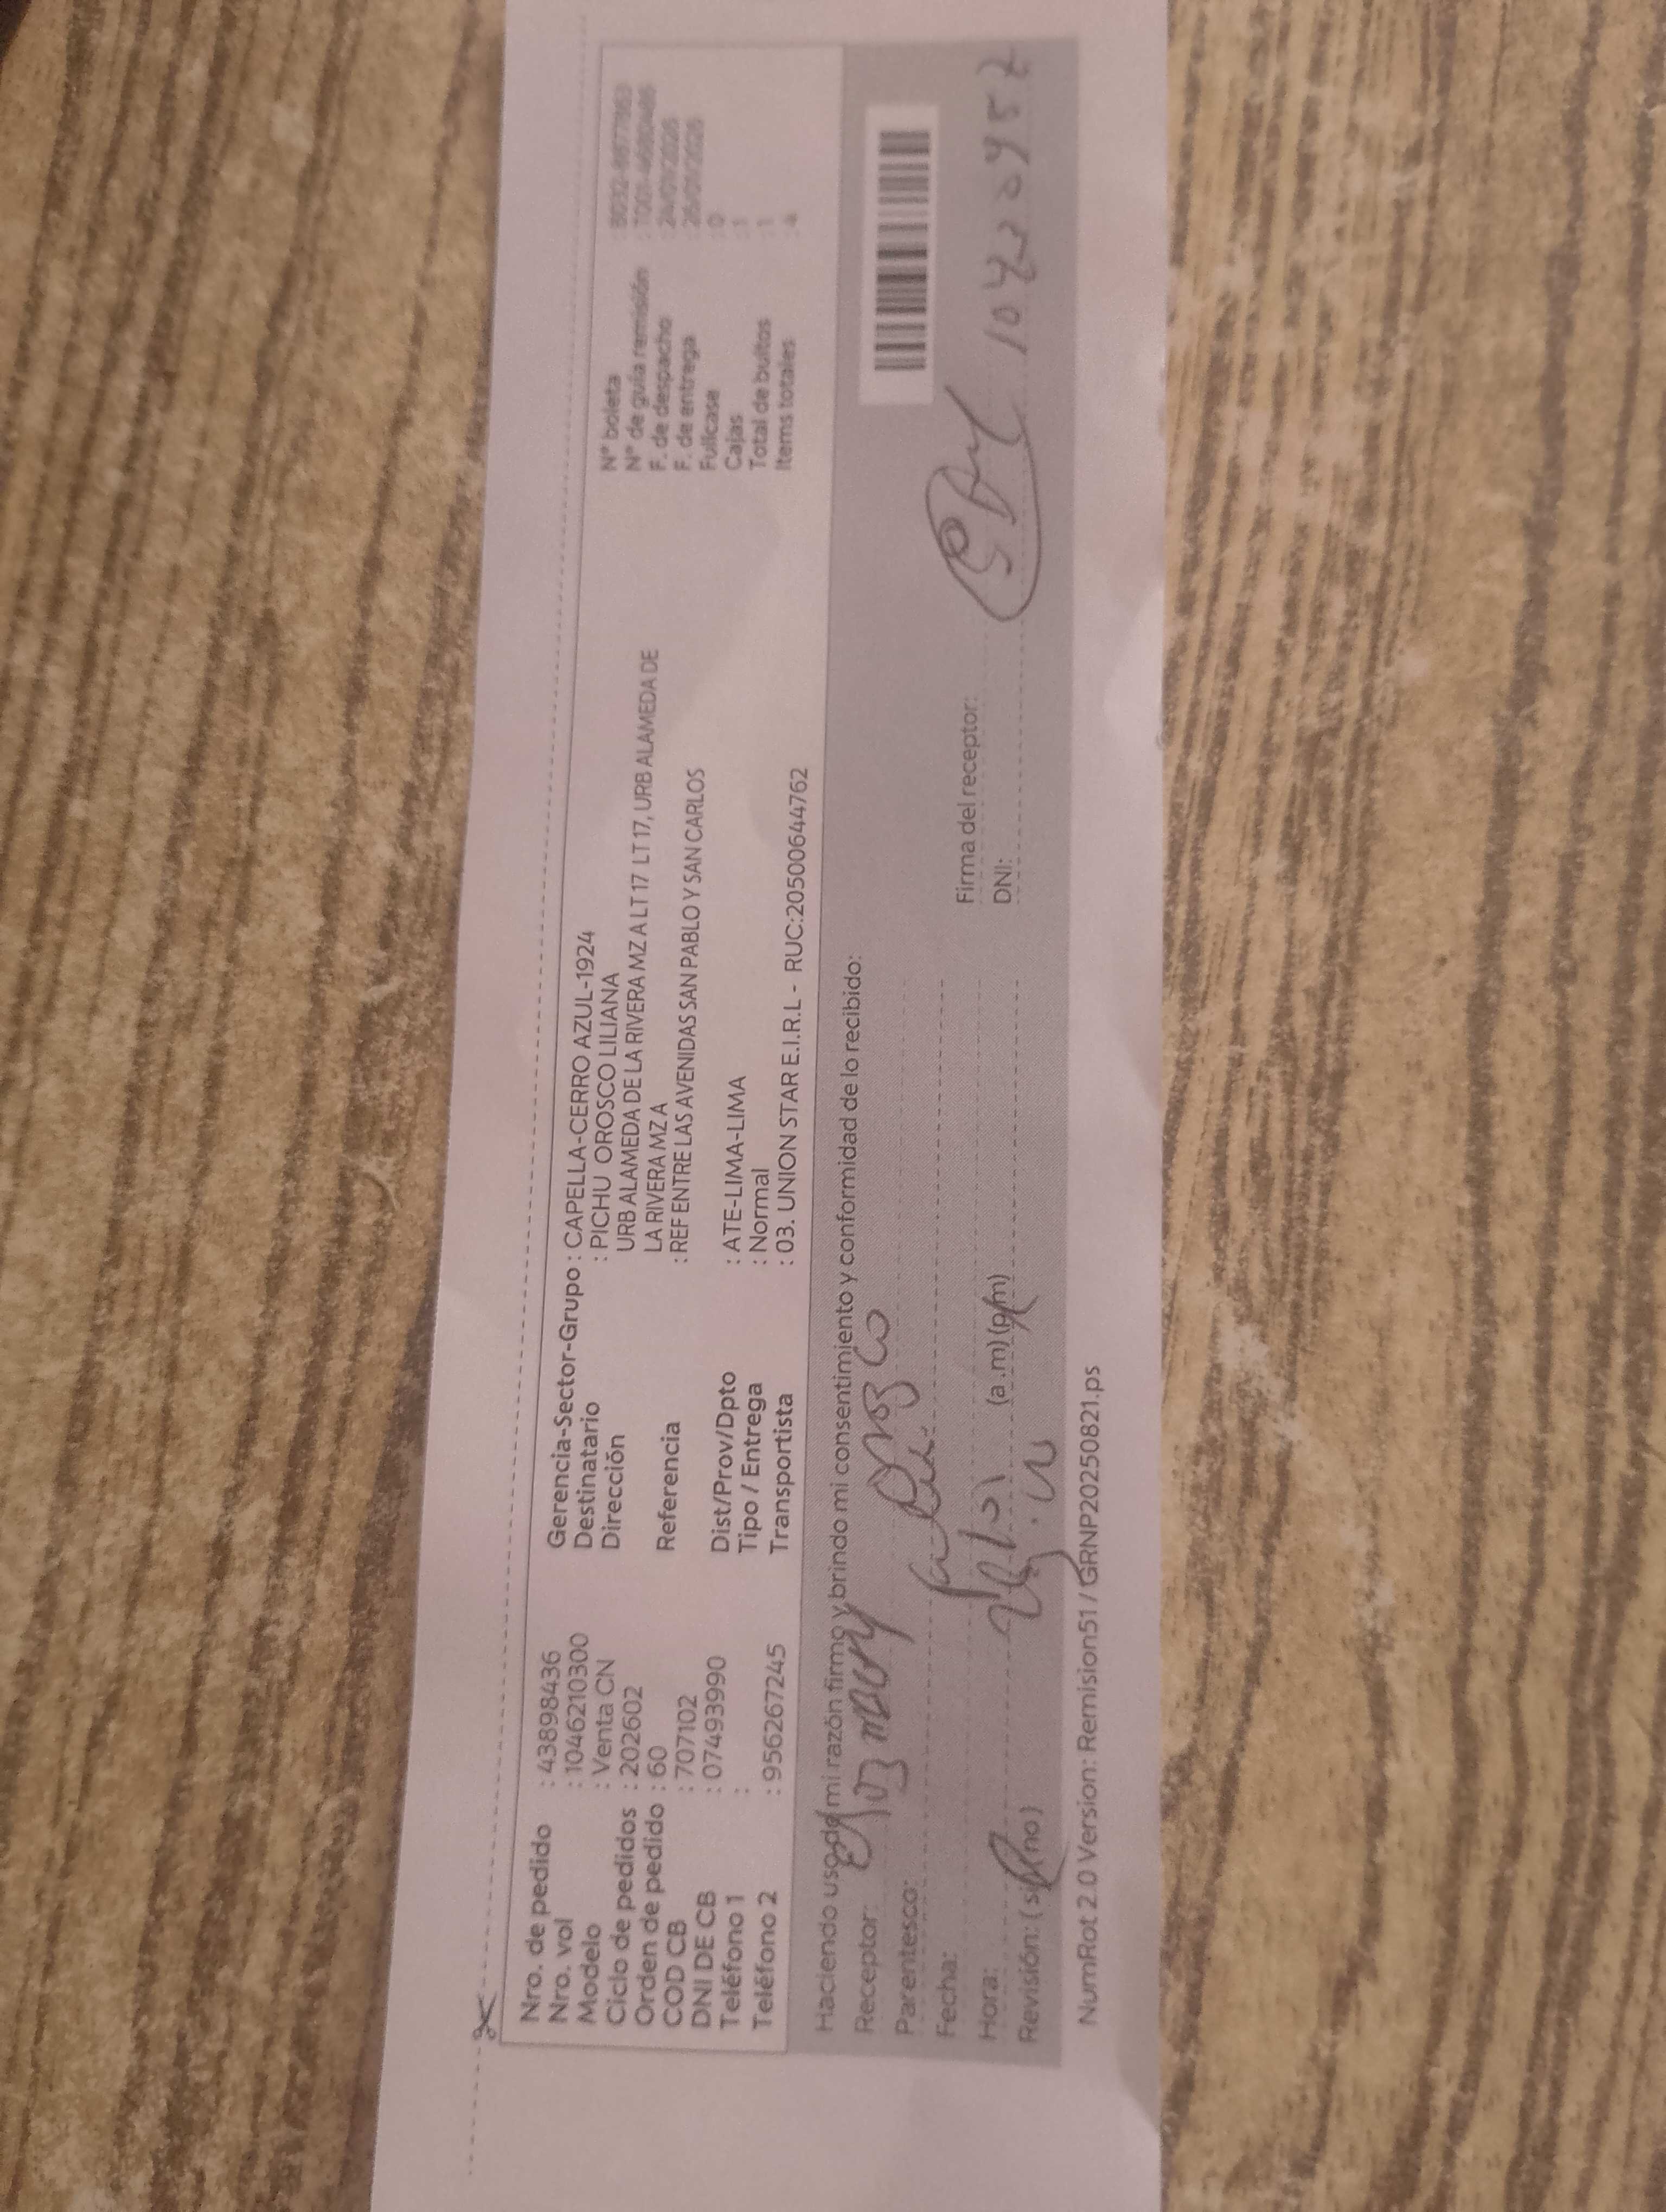 Nro. de pedido : 43898436
Nro. vol : 1046210300
Modelo : Venta CN
Ciclo de pedidos : 202602
Orden de pedido : 60
COD CB : 707102
DNI DE CB : 07493990
Teléfono 1 :
Teléfono 2 : 956267245
Gerencia-Sector-Grupo : CAPELLA-CERRO AZUL-1924
Destinatario : PICHU OROSCO LILIANA
Dirección URB ALAMEDA DE LA RIVERA MZ A LT 17 LT 17, URB ALAMEDA DE
LA RIVERA MZ A
Referencia : REF ENTRE LAS AVENIDAS SAN PABLO Y SAN CARLOS
Dist/Prov/Dpto : ATE-LIMA-LIMA
Tipo / Entrega : Normal
Transportista : 03. UNION STAR E.I.R.L - RUC:20500644762
N° boleta
N° de guía remisión
F. de despacho
F. de entrega
Fullcase : 0
Cajas : 1
Total de bultos : 1
Items totales : 4
Haciendo uso de mi razón firmo y brindo mi consentimiento y conformidad de lo recibido:
Receptor:
Parentesco:
Fecha:
Hora: (a.m) (p.m)
Revisión: ( si / no )
Firma del receptor:
DNI:
NumRot 2.0 Version: Remision51 / GRNP20250821.ps